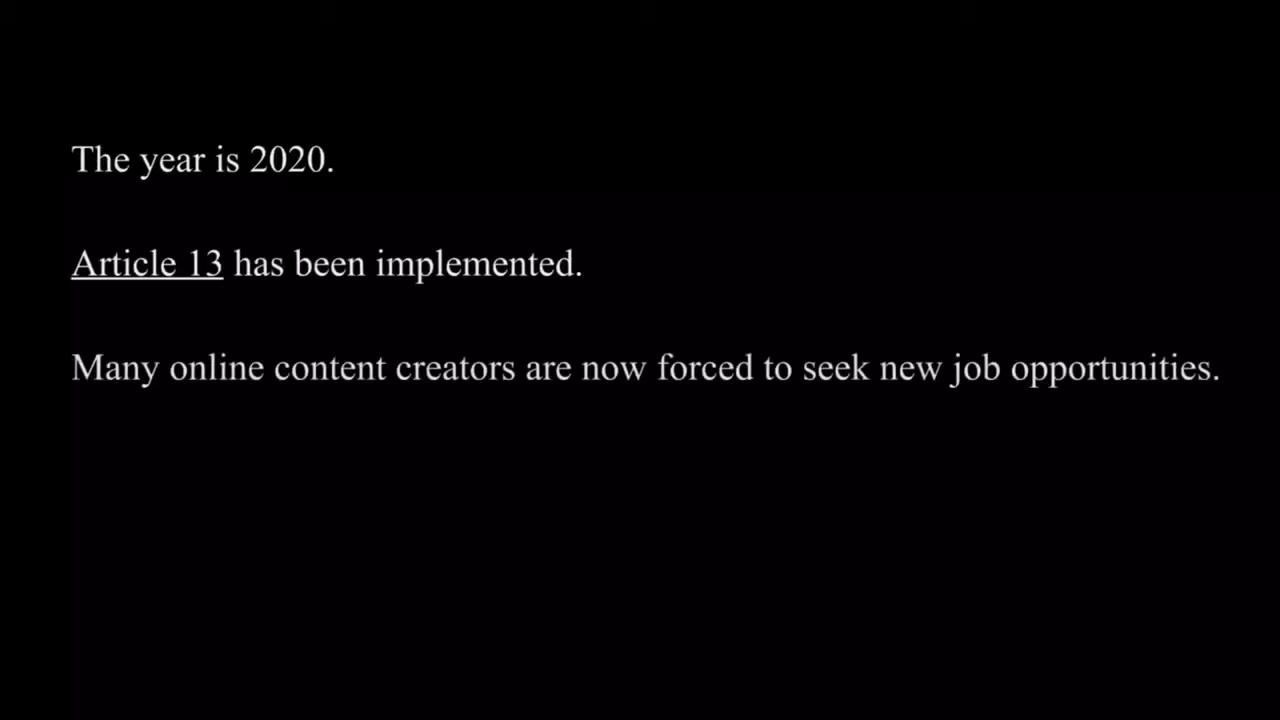 The year is 2020.
Article 13 has been implemented.
Many online content creators are now forced to seek new job opportunities.